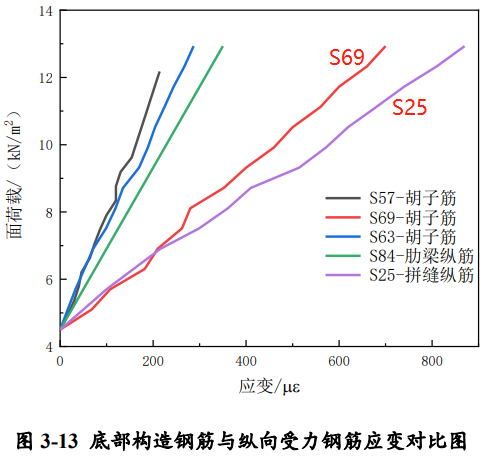 14
12
10
8
6
4
面荷载/（kN/m²）
S69
S25
S57-胡子筋
S69-胡子筋
S63-胡子筋
S84-肋梁纵筋
S25-拼缝纵筋
0
200
400
600
800
应变/με
图 3-13 底部构造钢筋与纵向受力钢筋应变对比图